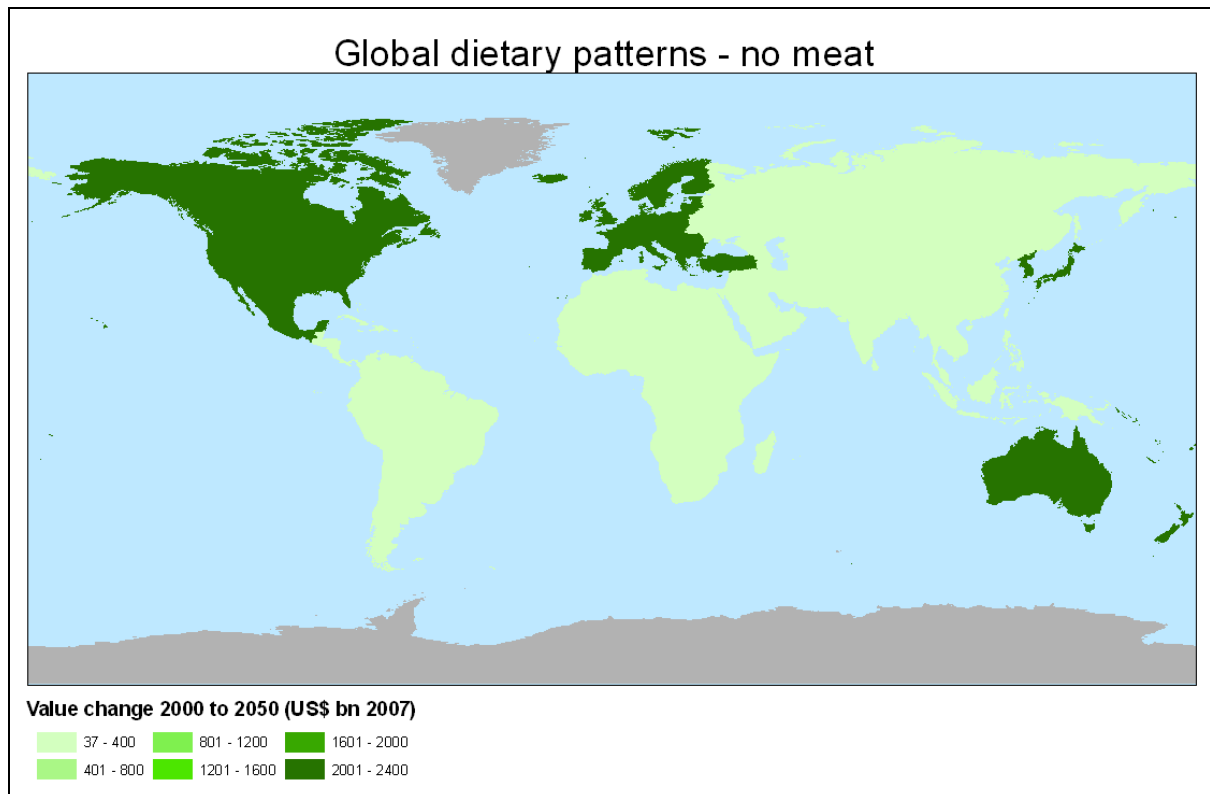 Global dietary patterns - no meat
Value change 2000 to 2050 (US$ bn 2007)
37 - 400 801 - 1200 1601 - 2000
401 - 800 1201 - 1600 2001 - 2400